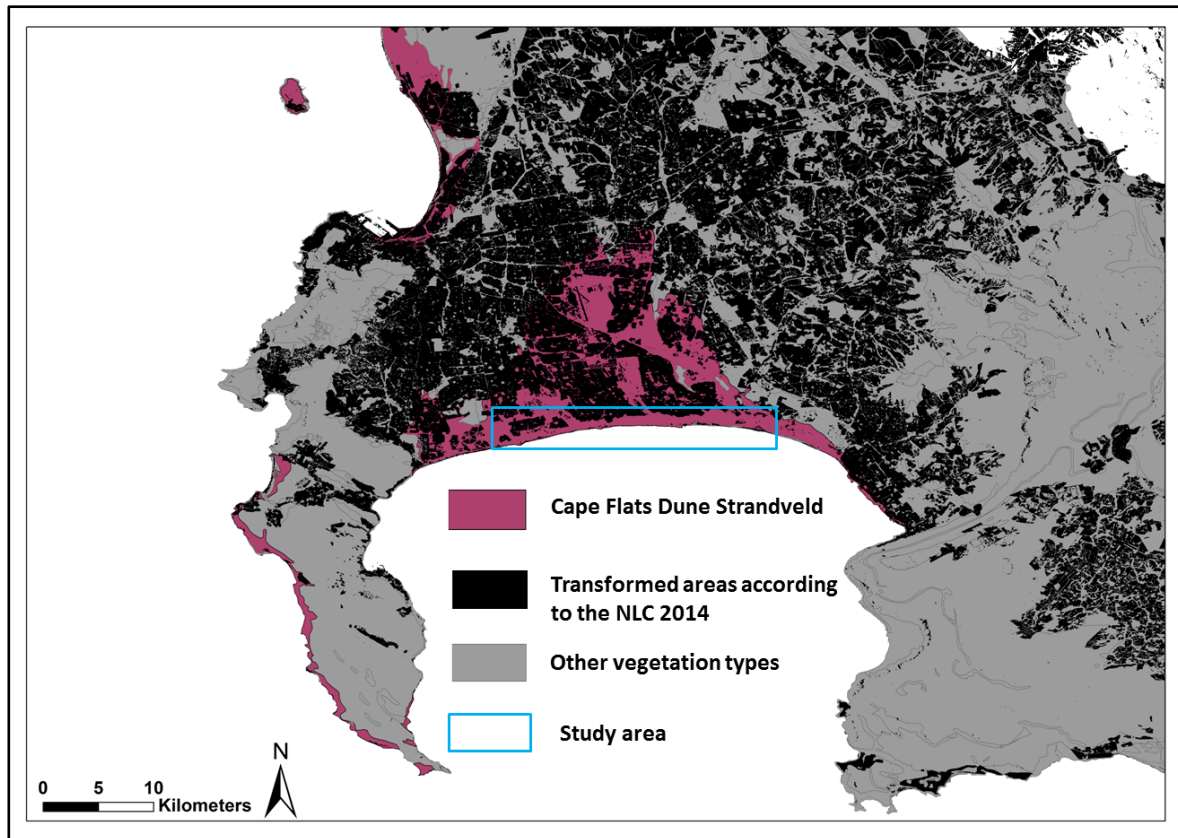 Cape Flats Dune Strandveld
Transformed areas according
to the NLC 2014
Other vegetation types
Study area
N
0 5 10
Kilometers